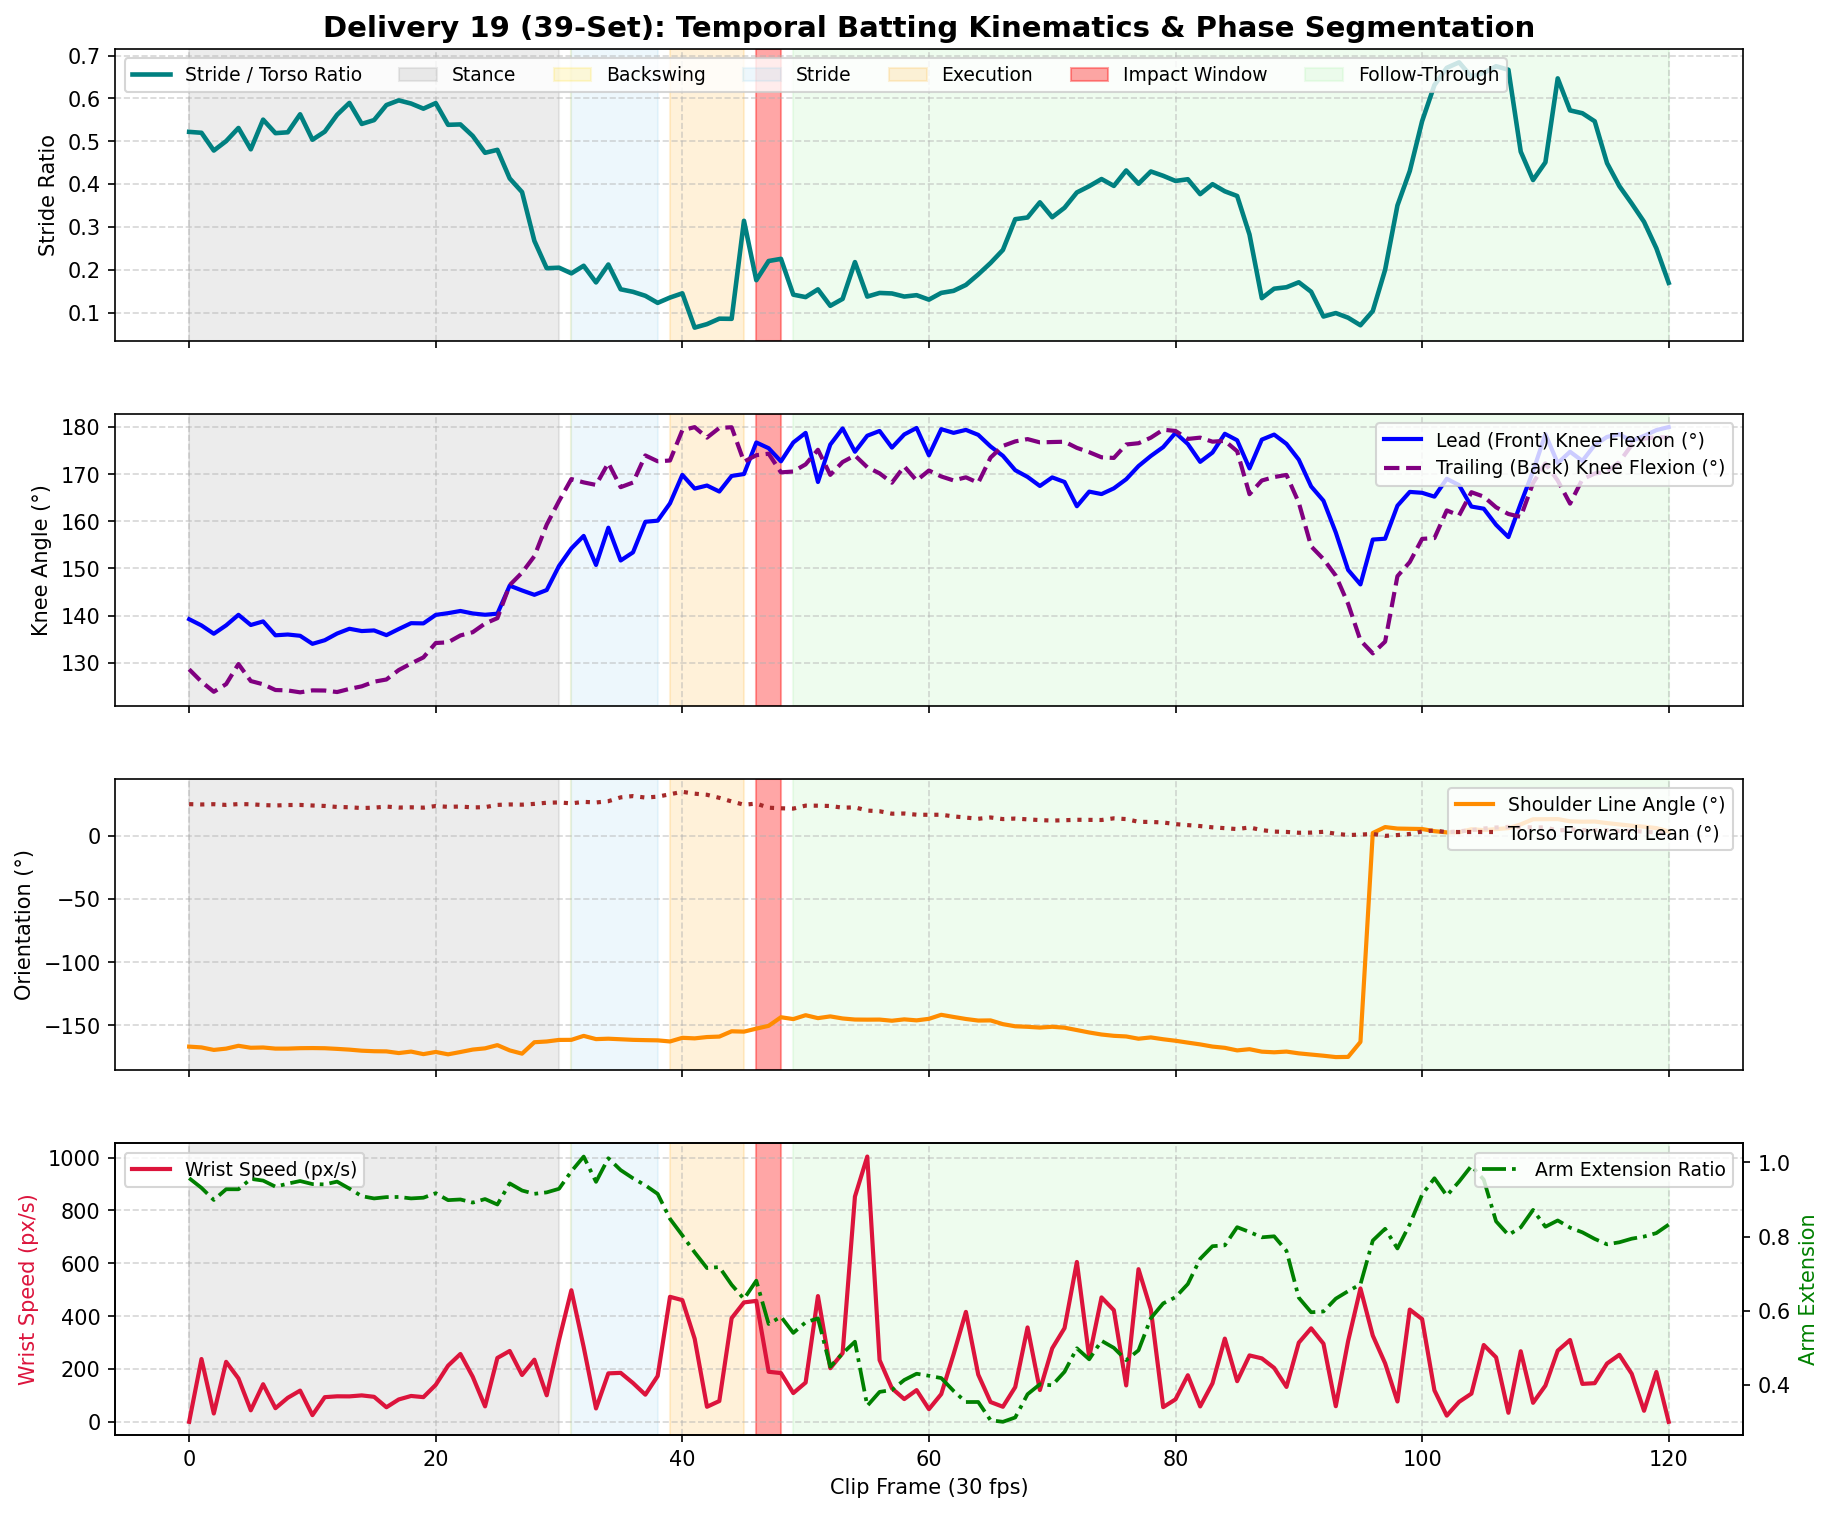 Delivery 19 (39-Set): Temporal Batting Kinematics & Phase Segmentation
Stride / Torso Ratio Stance Backswing Stride Execution Impact Window Follow-Through
Stride Ratio
0.7
0.6
0.5
0.4
0.3
0.2
0.1
Lead (Front) Knee Flexion (°)
Trailing (Back) Knee Flexion (°)
Knee Angle (°)
180
170
160
150
140
130
Shoulder Line Angle (°)
Torso Forward Lean (°)
Orientation (°)
0
−50
−100
−150
Wrist Speed (px/s)
Arm Extension Ratio
Wrist Speed (px/s)
1000
800
600
400
200
0
1.0
0.8
0.6
0.4
Arm Extension
0 20 40 60 80 100 120
Clip Frame (30 fps)